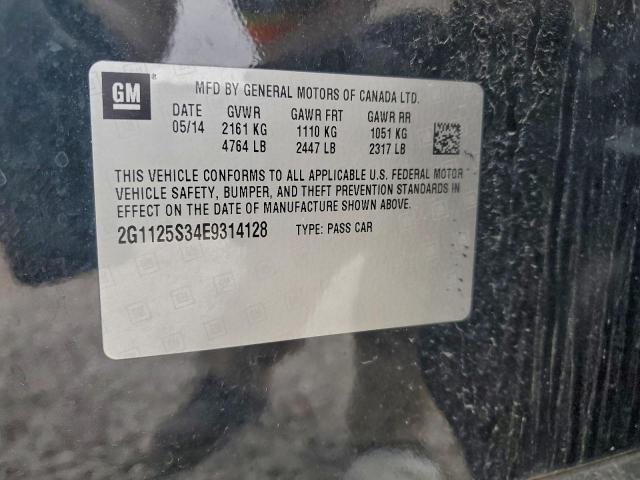 GM
MFD BY GENERAL MOTORS OF CANADA LTD.
DATE GVWR GAWR FRT GAWR RR
05/14 2161 KG 1110 KG 1051 KG
4764 LB 2447 LB 2317 LB
THIS VEHICLE CONFORMS TO ALL APPLICABLE U.S. FEDERAL MOTOR
VEHICLE SAFETY, BUMPER, AND THEFT PREVENTION STANDARDS IN
EFFECT ON THE DATE OF MANUFACTURE SHOWN ABOVE.
2G1125S34E9314128 TYPE: PASS CAR